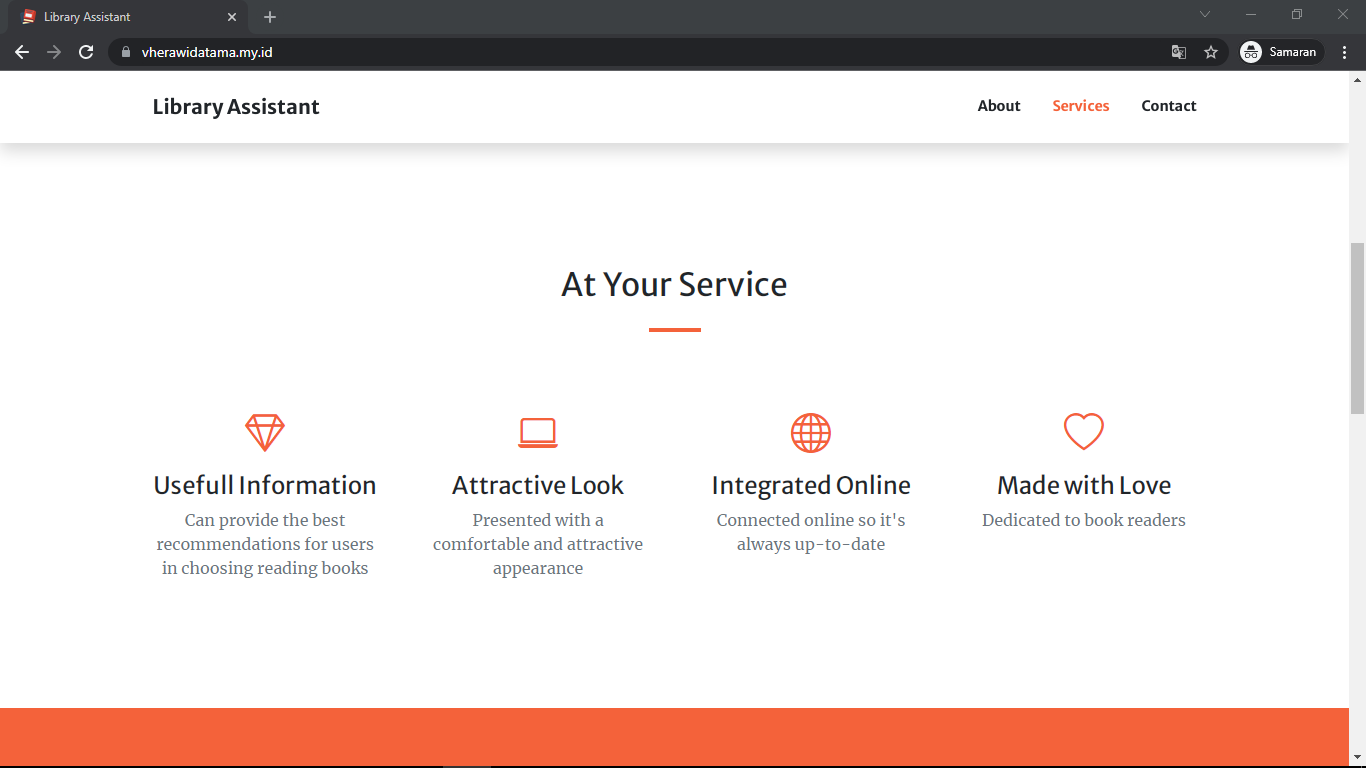 Library Assistant
vherawidatama.my.id
Samaran
Library Assistant
About
Services
Contact
At Your Service
Usefull Information
Can provide the best
recommendations for users
in choosing reading books
Attractive Look
Presented with a
comfortable and attractive
appearance
Integrated Online
Connected online so it's
always up-to-date
Made with Love
Dedicated to book readers